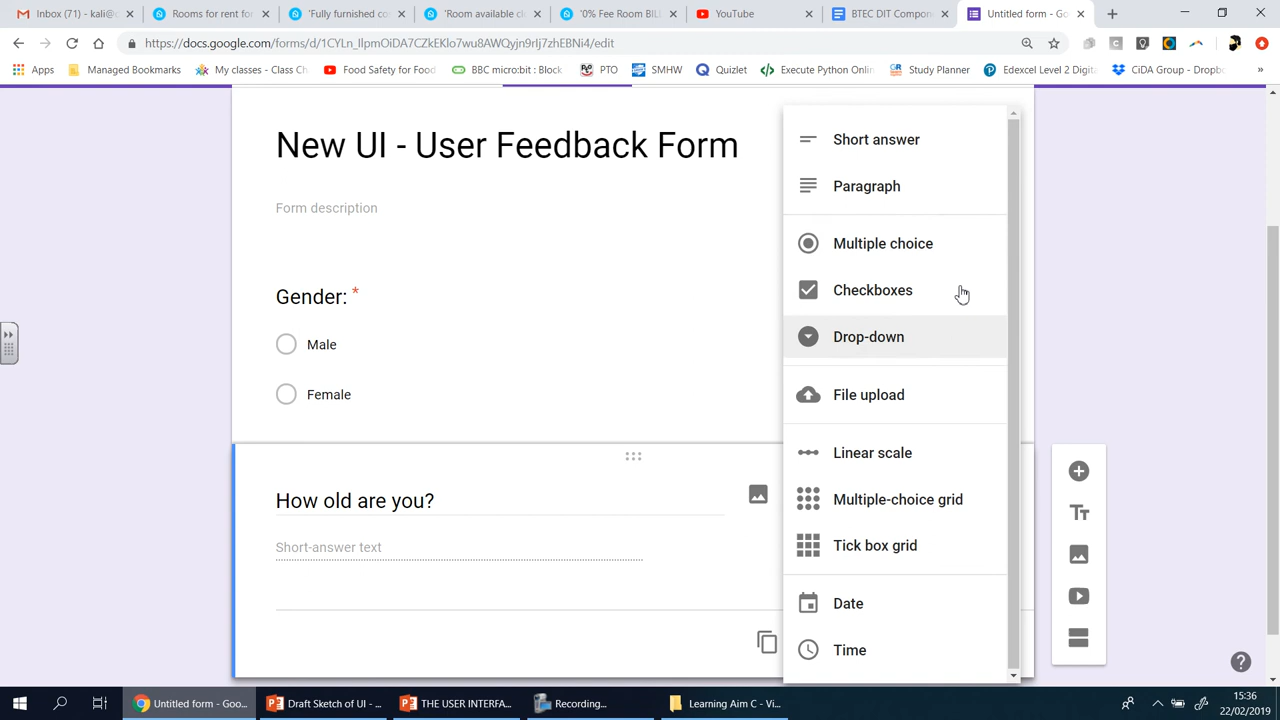 Inbox (71) - kali@
Rooms for rent fo
'Fully furnished co
'Room available cl
'0% Fee Room BILL
YouTube
BTEC DIT Compon
Untitled form - Goo
https://docs.google.com/forms/d/1CYLn_IlpmOiDA7CZkEKlo7wu8AWQyjn9rIj7zhEBNi4/edit
Apps
Managed Bookmarks
My classes - Class Ch
Food Safety for Food
BBC micro:bit : Block
PTO
SMHW
Quizlet
Execute Python Onlin
Study Planner
Edexcel Level 2 Digita
CiDA Group - Dropbo
»
New UI - User Feedback Form
Form description
Gender: *
Male
Female
How old are you?
Short-answer text
Short answer
Paragraph
Multiple choice
Checkboxes
Drop-down
File upload
Linear scale
Multiple-choice grid
Tick box grid
Date
Time
Untitled form - Goo...
Draft Sketch of UI - ...
THE USER INTERFA...
Recording...
Learning Aim C - Vi...
15:36
22/02/2019